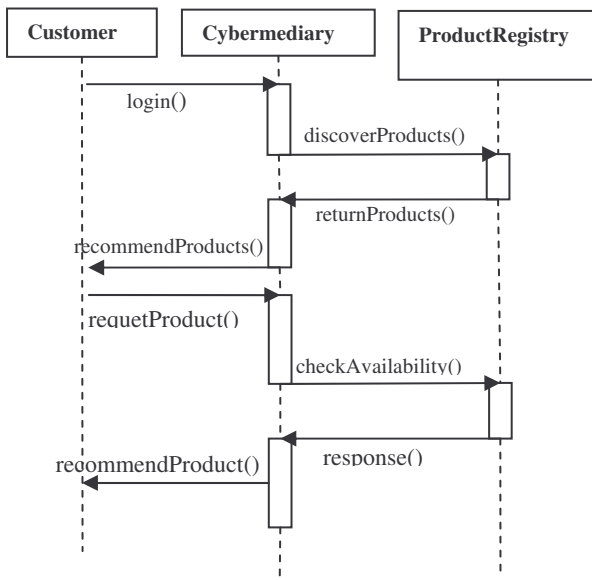 Customer
Cybermediary
ProductRegistry
login()
discoverProducts()
returnProducts()
recommendProducts()
requetProduct()
checkAvailability()
response()
recommendProduct()